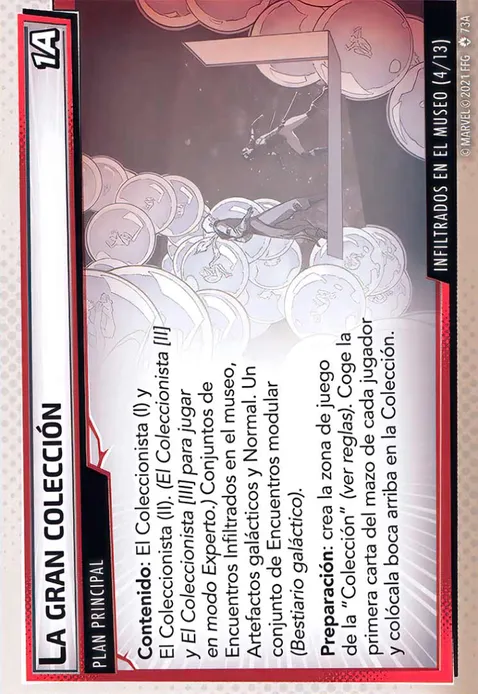 LA GRAN COLECCIÓN
1A
PLAN PRINCIPAL
Contenido: El Coleccionista (I) y
El Coleccionista (II). (El Coleccionista [II]
y El Coleccionista [III] para jugar
en modo Experto.) Conjuntos de
Encuentros Infiltrados en el museo,
Artefactos galácticos y Normal. Un
conjunto de Encuentros modular
(Bestiario galáctico).
Preparación: crea la zona de juego
de la “Colección” (ver reglas). Coge la
primera carta del mazo de cada jugador
y colócala boca arriba en la Colección.
INFILTRADOS EN EL MUSEO (4/13)
© MARVEL © 2021 FFG 73A